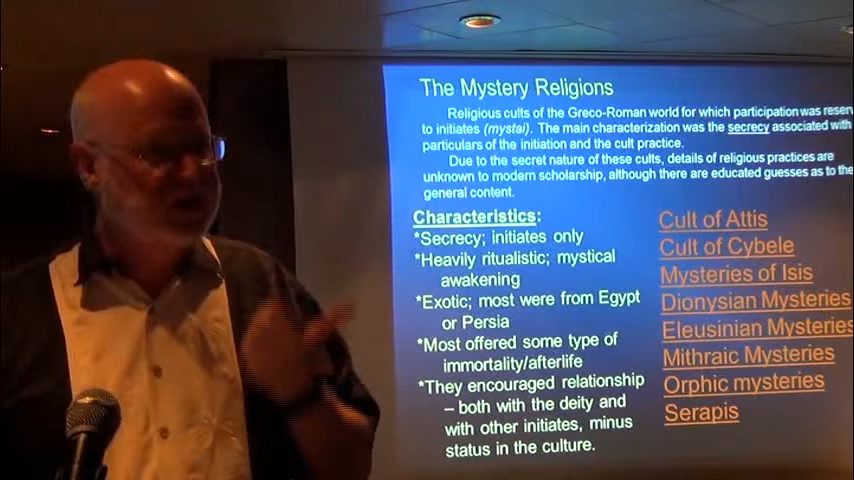 The Mystery Religions
Religious cults of the Greco-Roman world for which participation was
to initiates (mystai). The main characterization was the secrecy associated with
particulars of the initiation and the cult practice.
Due to the secret nature of these cults, details of religious practices are
unknown to modern scholarship, although there are educated guesses as to the
general content.
Characteristics:
*Secrecy; initiates only
*Heavily ritualistic; mystical
awakening
*Exotic; most were from Egypt
or Persia
*Most offered some type of
immortality/afterlife
*They encouraged relationship
– both with the deity and
with other initiates, minus
status in the culture.
Cult of Attis
Cult of Cybele
Mysteries of Isis
Dionysian Mysteries
Eleusinian Mysteries
Mithraic Mysteries
Orphic mysteries
Serapis